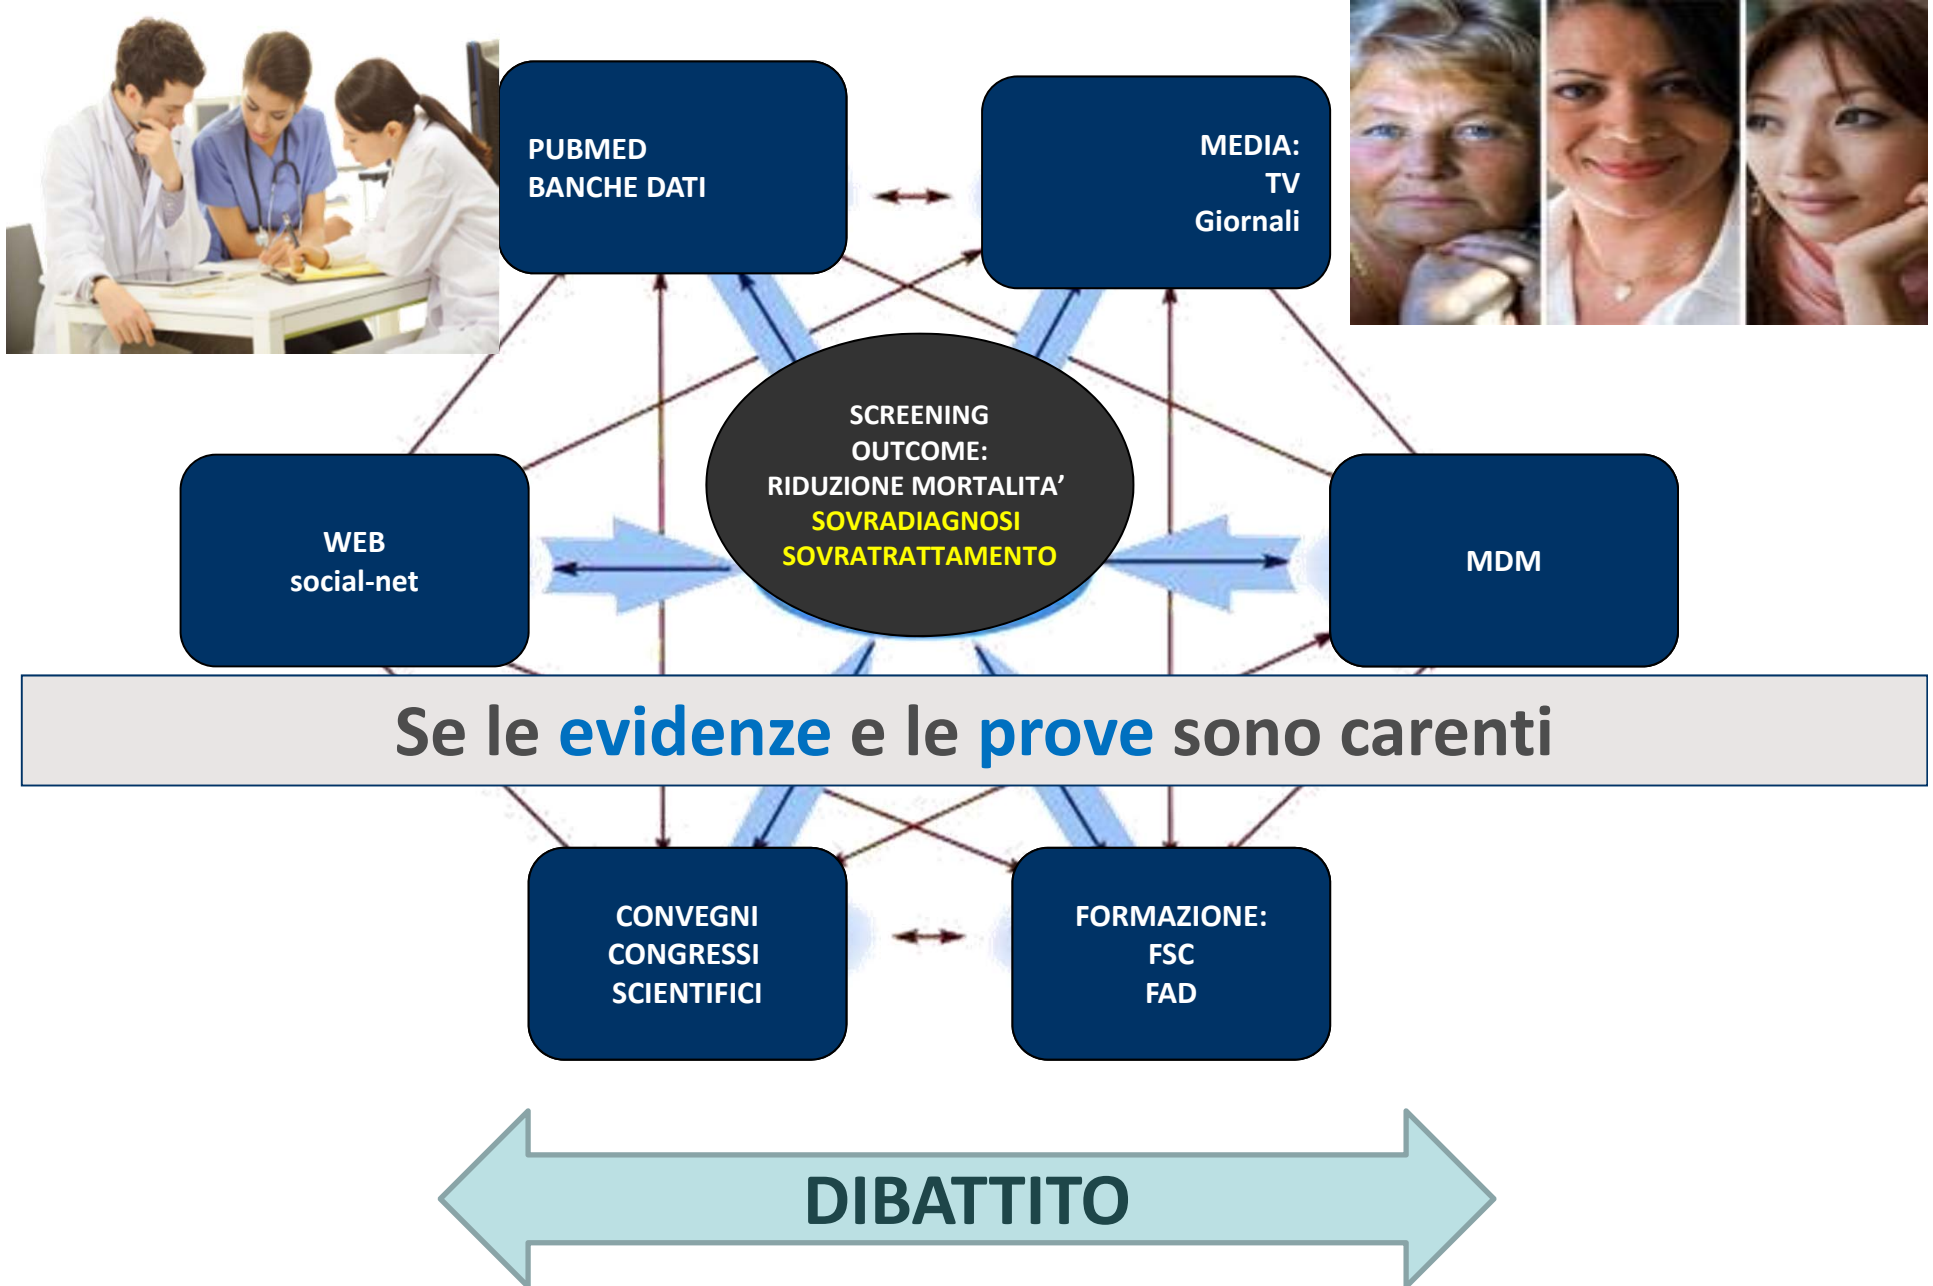 PUBMED
BANCHE DATI
MEDIA:
TV
Giornali
SCREENING
OUTCOME:
RIDUZIONE MORTALITA’
SOVRADIAGNOSI
SOVRATRATTAMENTO
WEB
social-net
MDM
Se le evidenze e le prove sono carenti
CONVEGNI
CONGRESSI
SCIENTIFICI
FORMAZIONE:
FSC
FAD
DIBATTITO